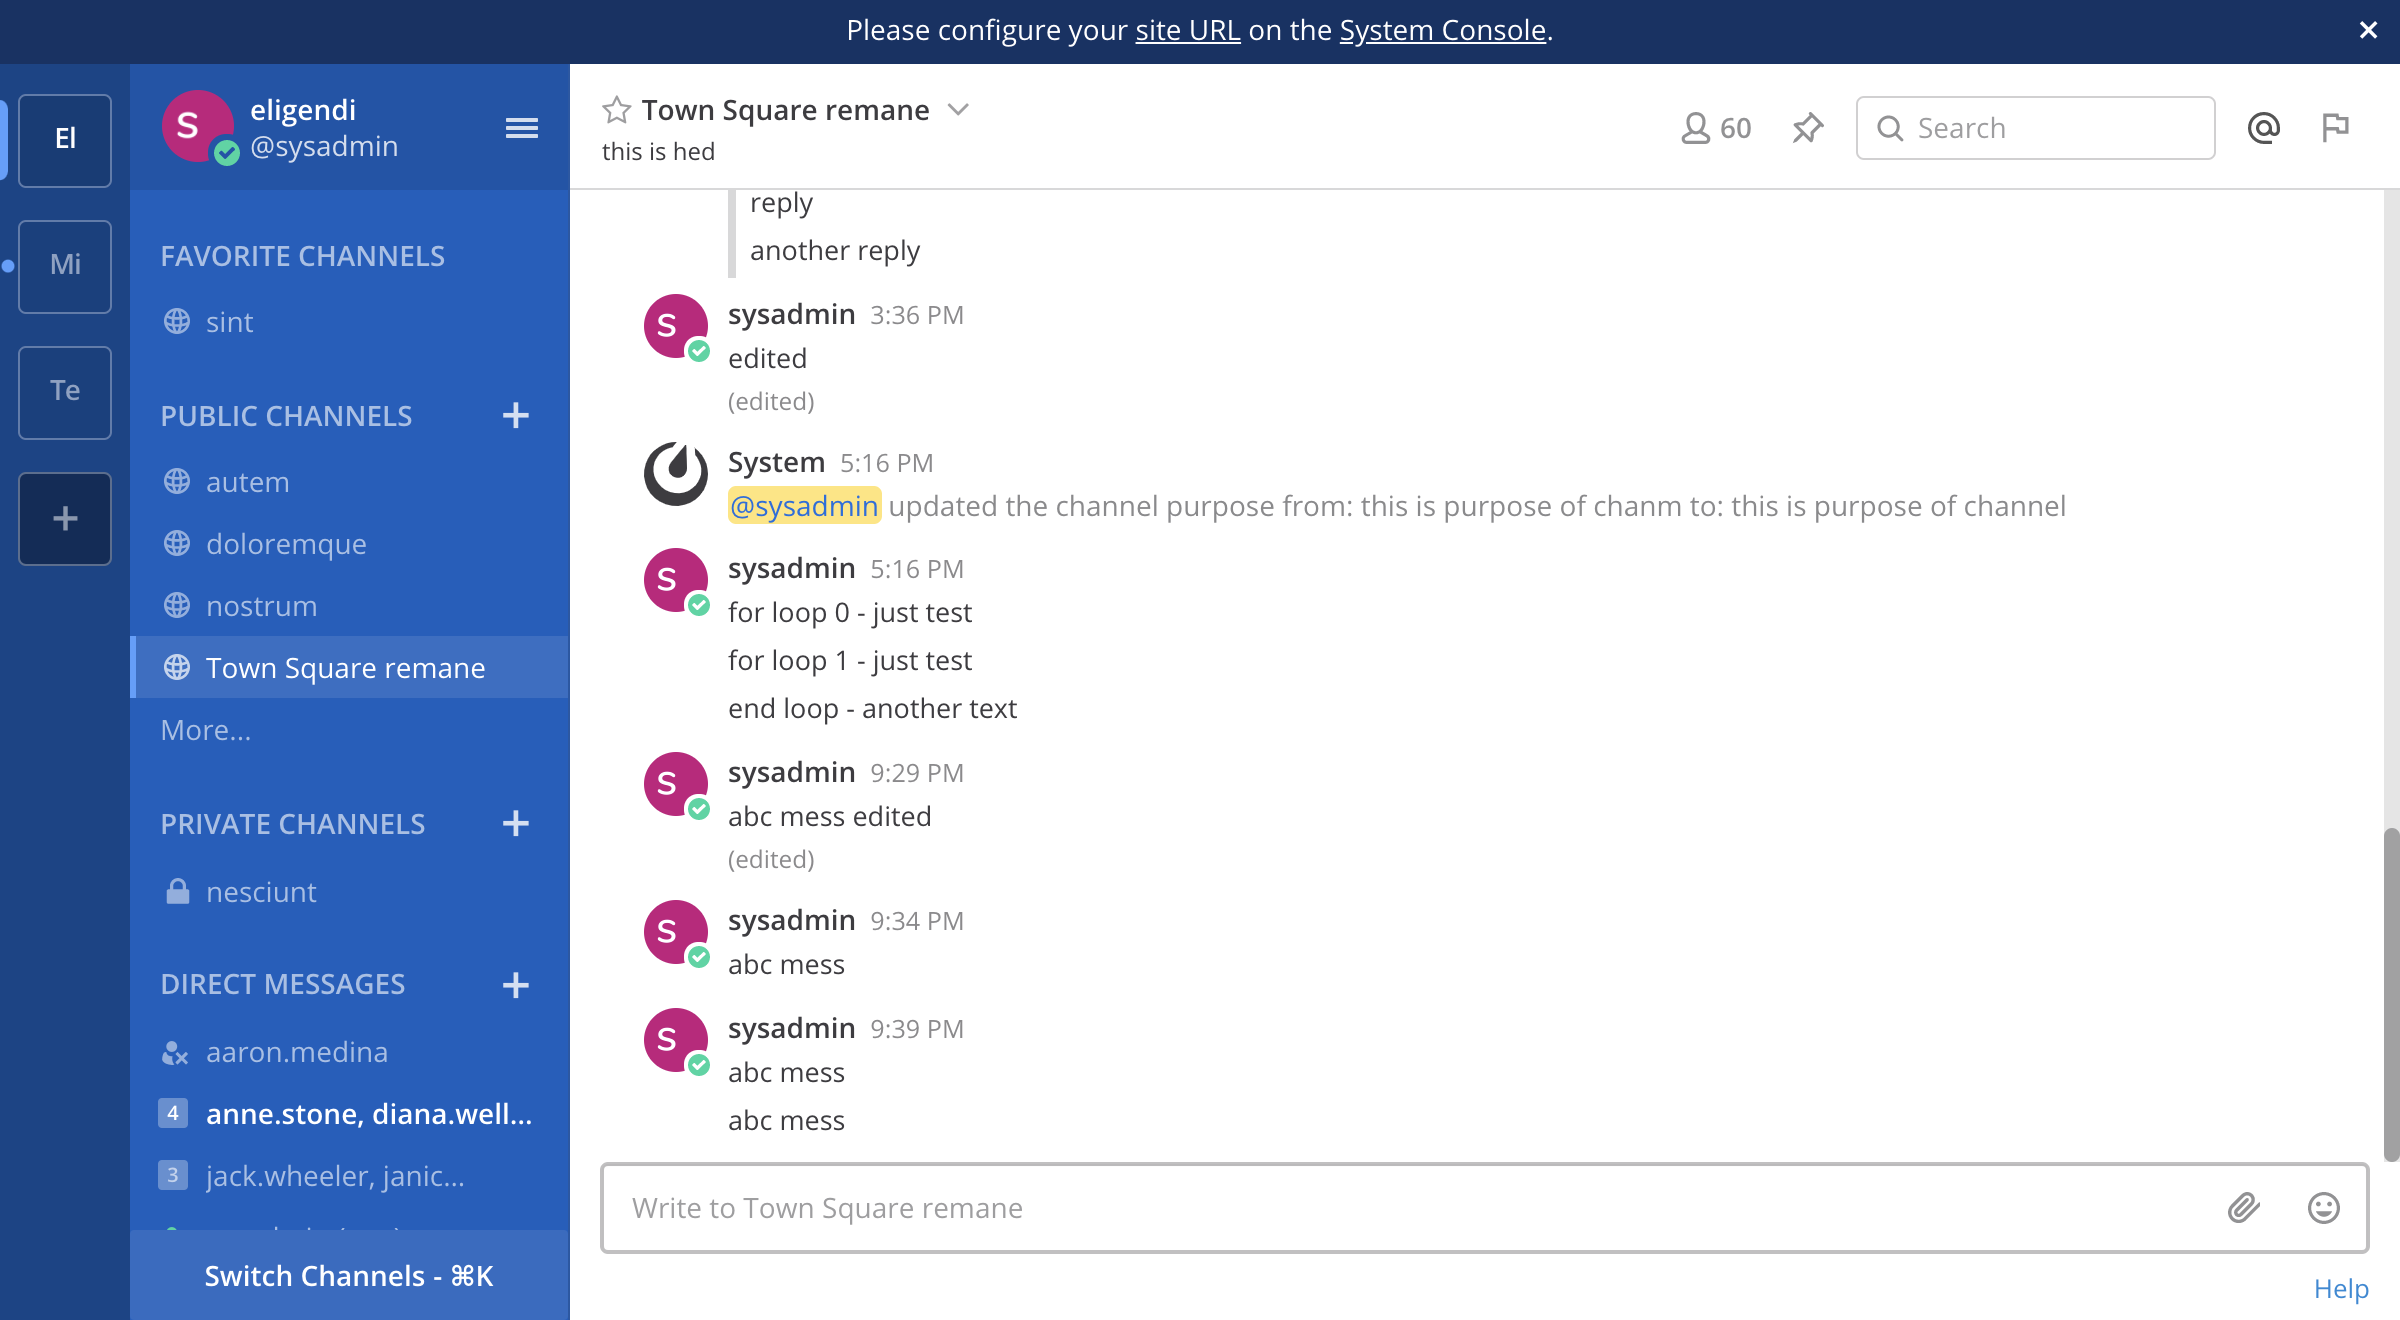 Please configure your site URL on the System Console.
El
Mi
Te
S
eligendi
@sysadmin
FAVORITE CHANNELS
sint
PUBLIC CHANNELS
autem
doloremque
nostrum
Town Square remane
More...
PRIVATE CHANNELS
nesciunt
DIRECT MESSAGES
aaron.medina
4 anne.stone, diana.well...
3 jack.wheeler, janic...
Switch Channels - ⌘K
Town Square remane
this is hed
60
Search
reply
another reply
S sysadmin 3:36 PM
edited
(edited)
System 5:16 PM
@sysadmin updated the channel purpose from: this is purpose of chanm to: this is purpose of channel
S sysadmin 5:16 PM
for loop 0 - just test
for loop 1 - just test
end loop - another text
S sysadmin 9:29 PM
abc mess edited
(edited)
S sysadmin 9:34 PM
abc mess
S sysadmin 9:39 PM
abc mess
abc mess
Write to Town Square remane
Help